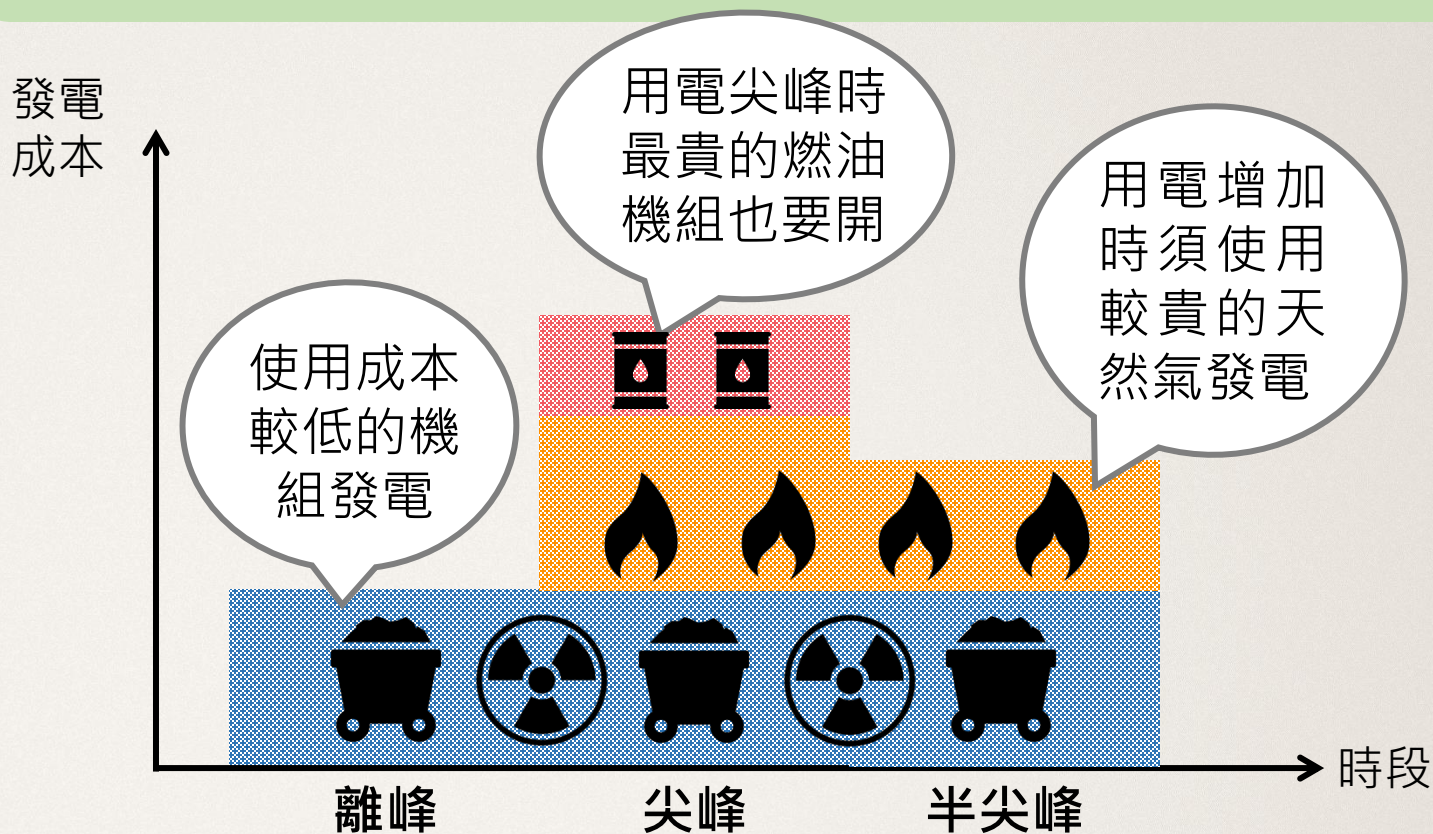 發電
成本
用電尖峰時
最貴的燃油
機組也要開
用電增加
時須使用
較貴的天
然氣發電
使用成本
較低的機
組發電
時段
離峰
尖峰
半尖峰